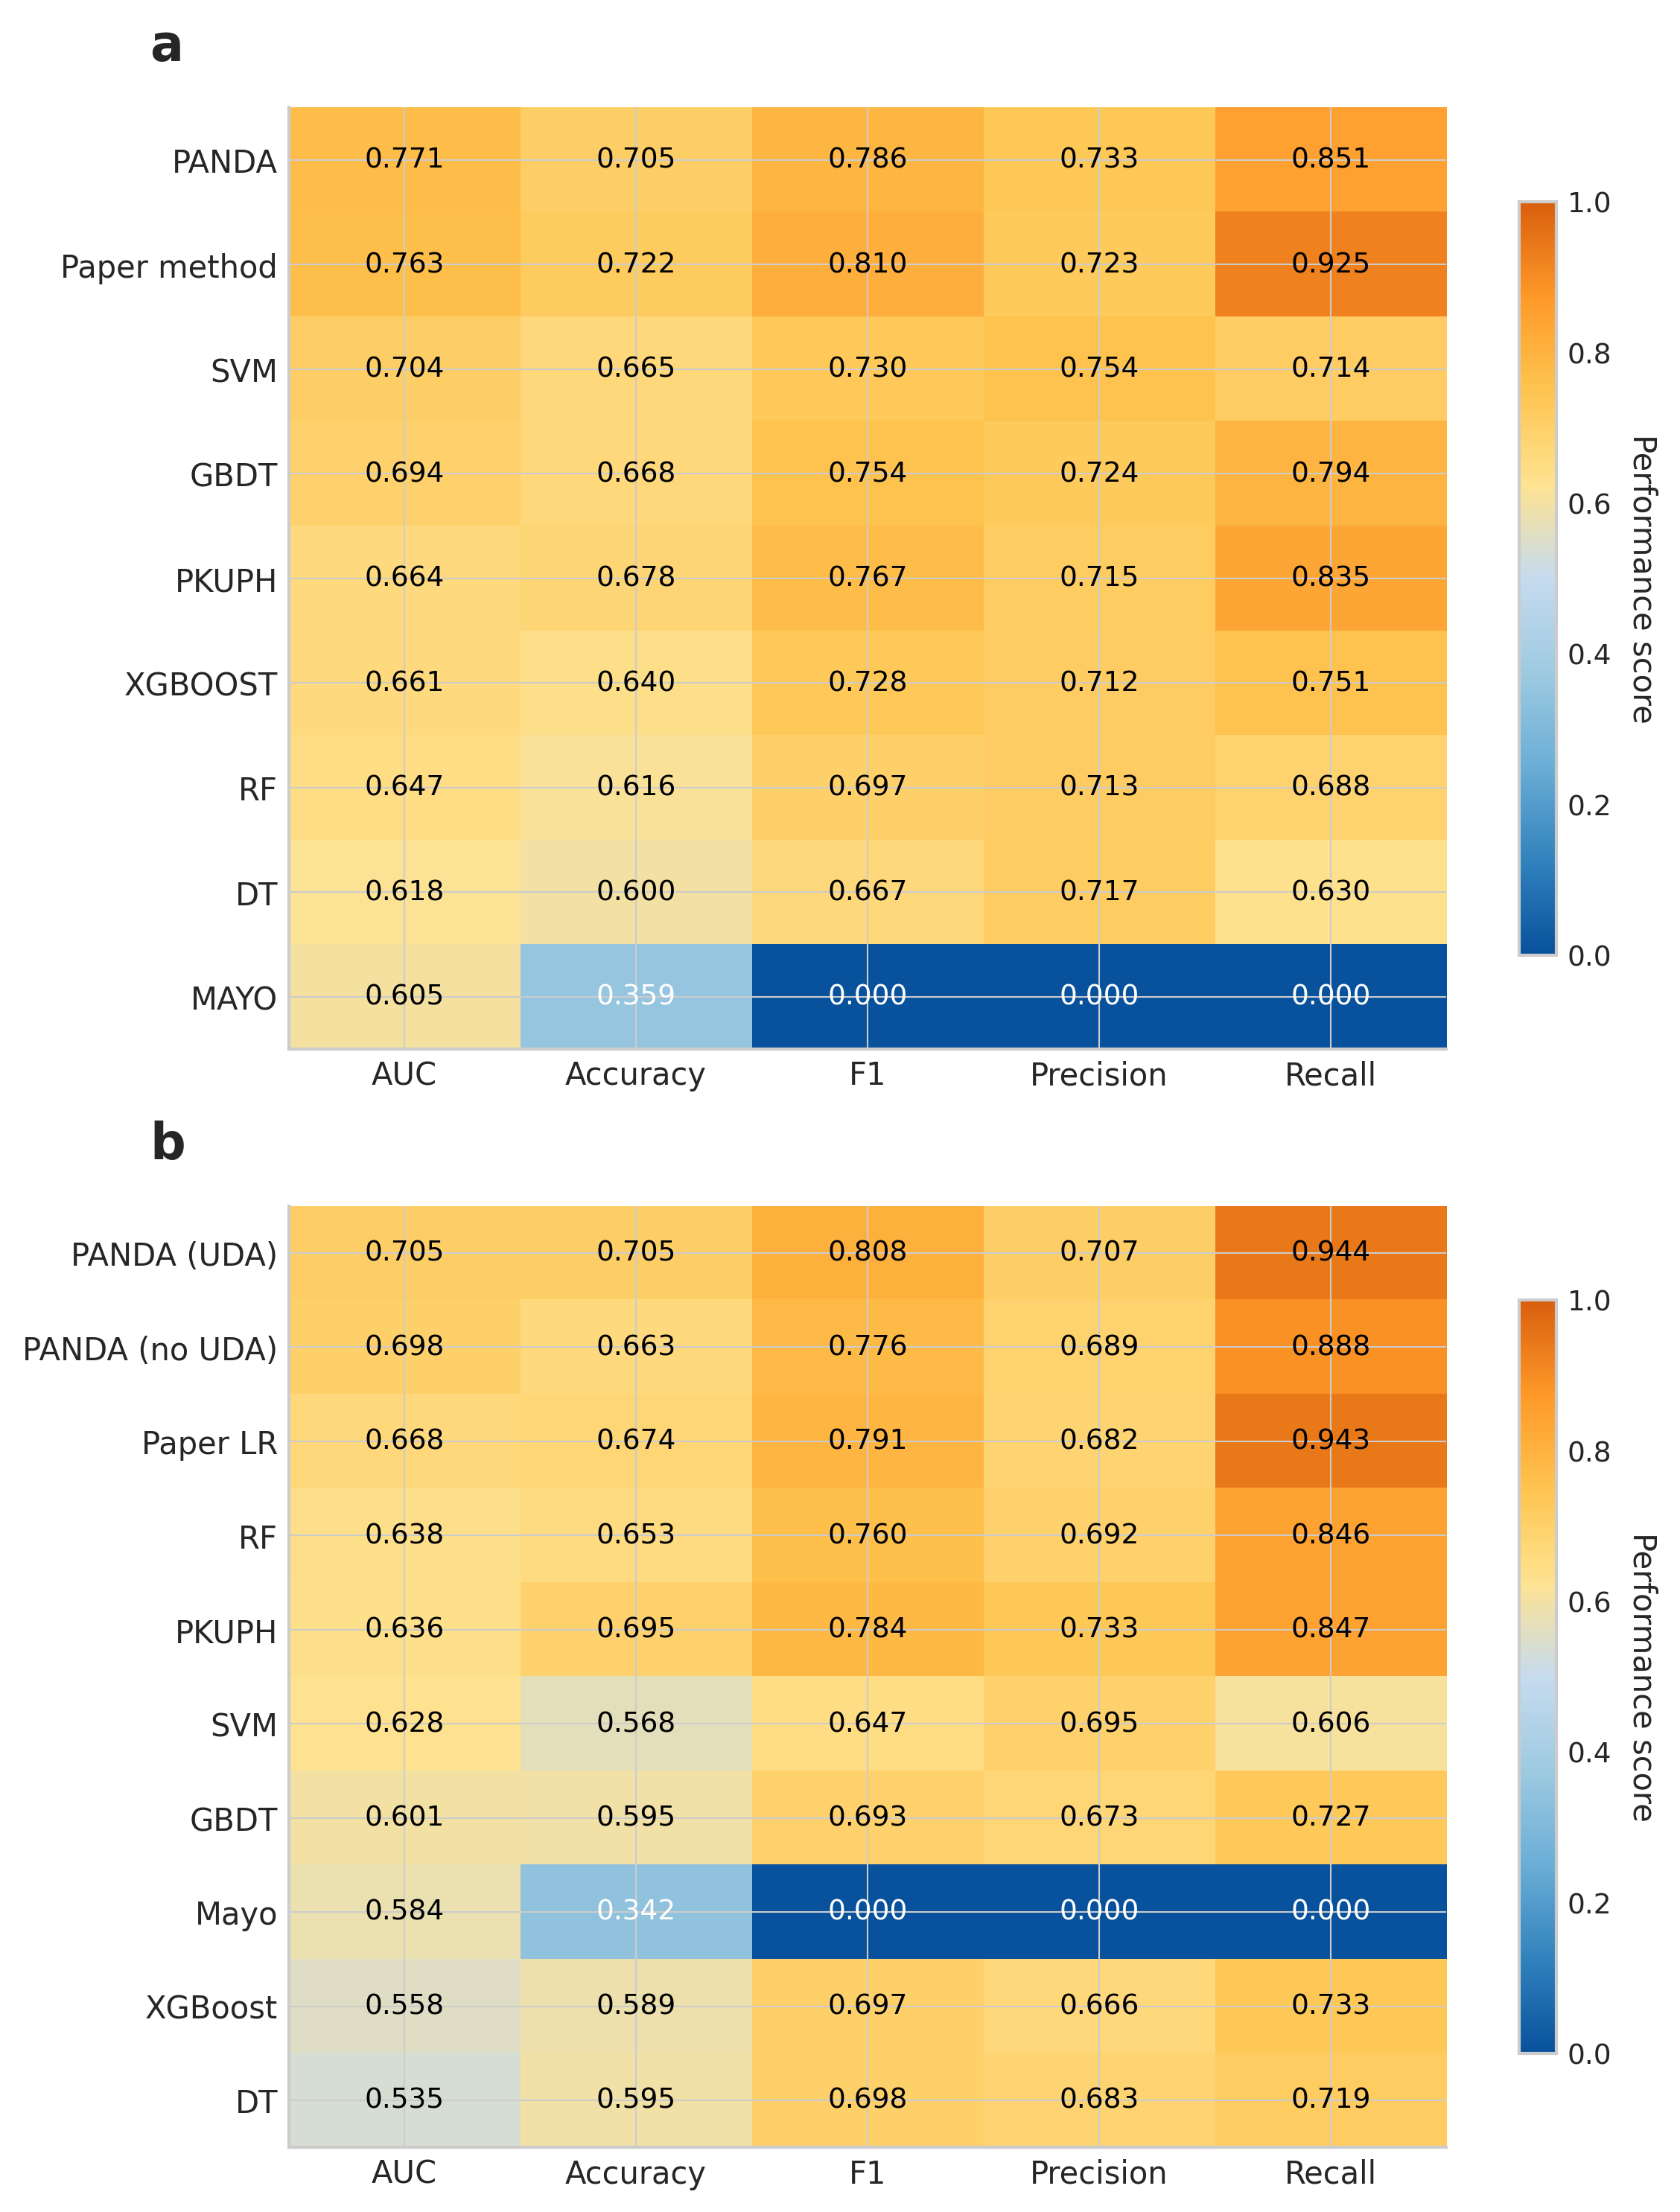 a
PANDA 0.771 0.705 0.786 0.733 0.851
Paper method 0.763 0.722 0.810 0.723 0.925
SVM 0.704 0.665 0.730 0.754 0.714
GBDT 0.694 0.668 0.754 0.724 0.794
PKUPH 0.664 0.678 0.767 0.715 0.835
XGBOOST 0.661 0.640 0.728 0.712 0.751
RF 0.647 0.616 0.697 0.713 0.688
DT 0.618 0.600 0.667 0.717 0.630
MAYO 0.605 0.359 0.000 0.000 0.000
AUC Accuracy F1 Precision Recall
1.0
0.8
0.6
0.4
0.2
0.0
Performance score
b
PANDA (UDA) 0.705 0.705 0.808 0.707 0.944
PANDA (no UDA) 0.698 0.663 0.776 0.689 0.888
Paper LR 0.668 0.674 0.791 0.682 0.943
RF 0.638 0.653 0.760 0.692 0.846
PKUPH 0.636 0.695 0.784 0.733 0.847
SVM 0.628 0.568 0.647 0.695 0.606
GBDT 0.601 0.595 0.693 0.673 0.727
Mayo 0.584 0.342 0.000 0.000 0.000
XGBoost 0.558 0.589 0.697 0.666 0.733
DT 0.535 0.595 0.698 0.683 0.719
AUC Accuracy F1 Precision Recall
1.0
0.8
0.6
0.4
0.2
0.0
Performance score